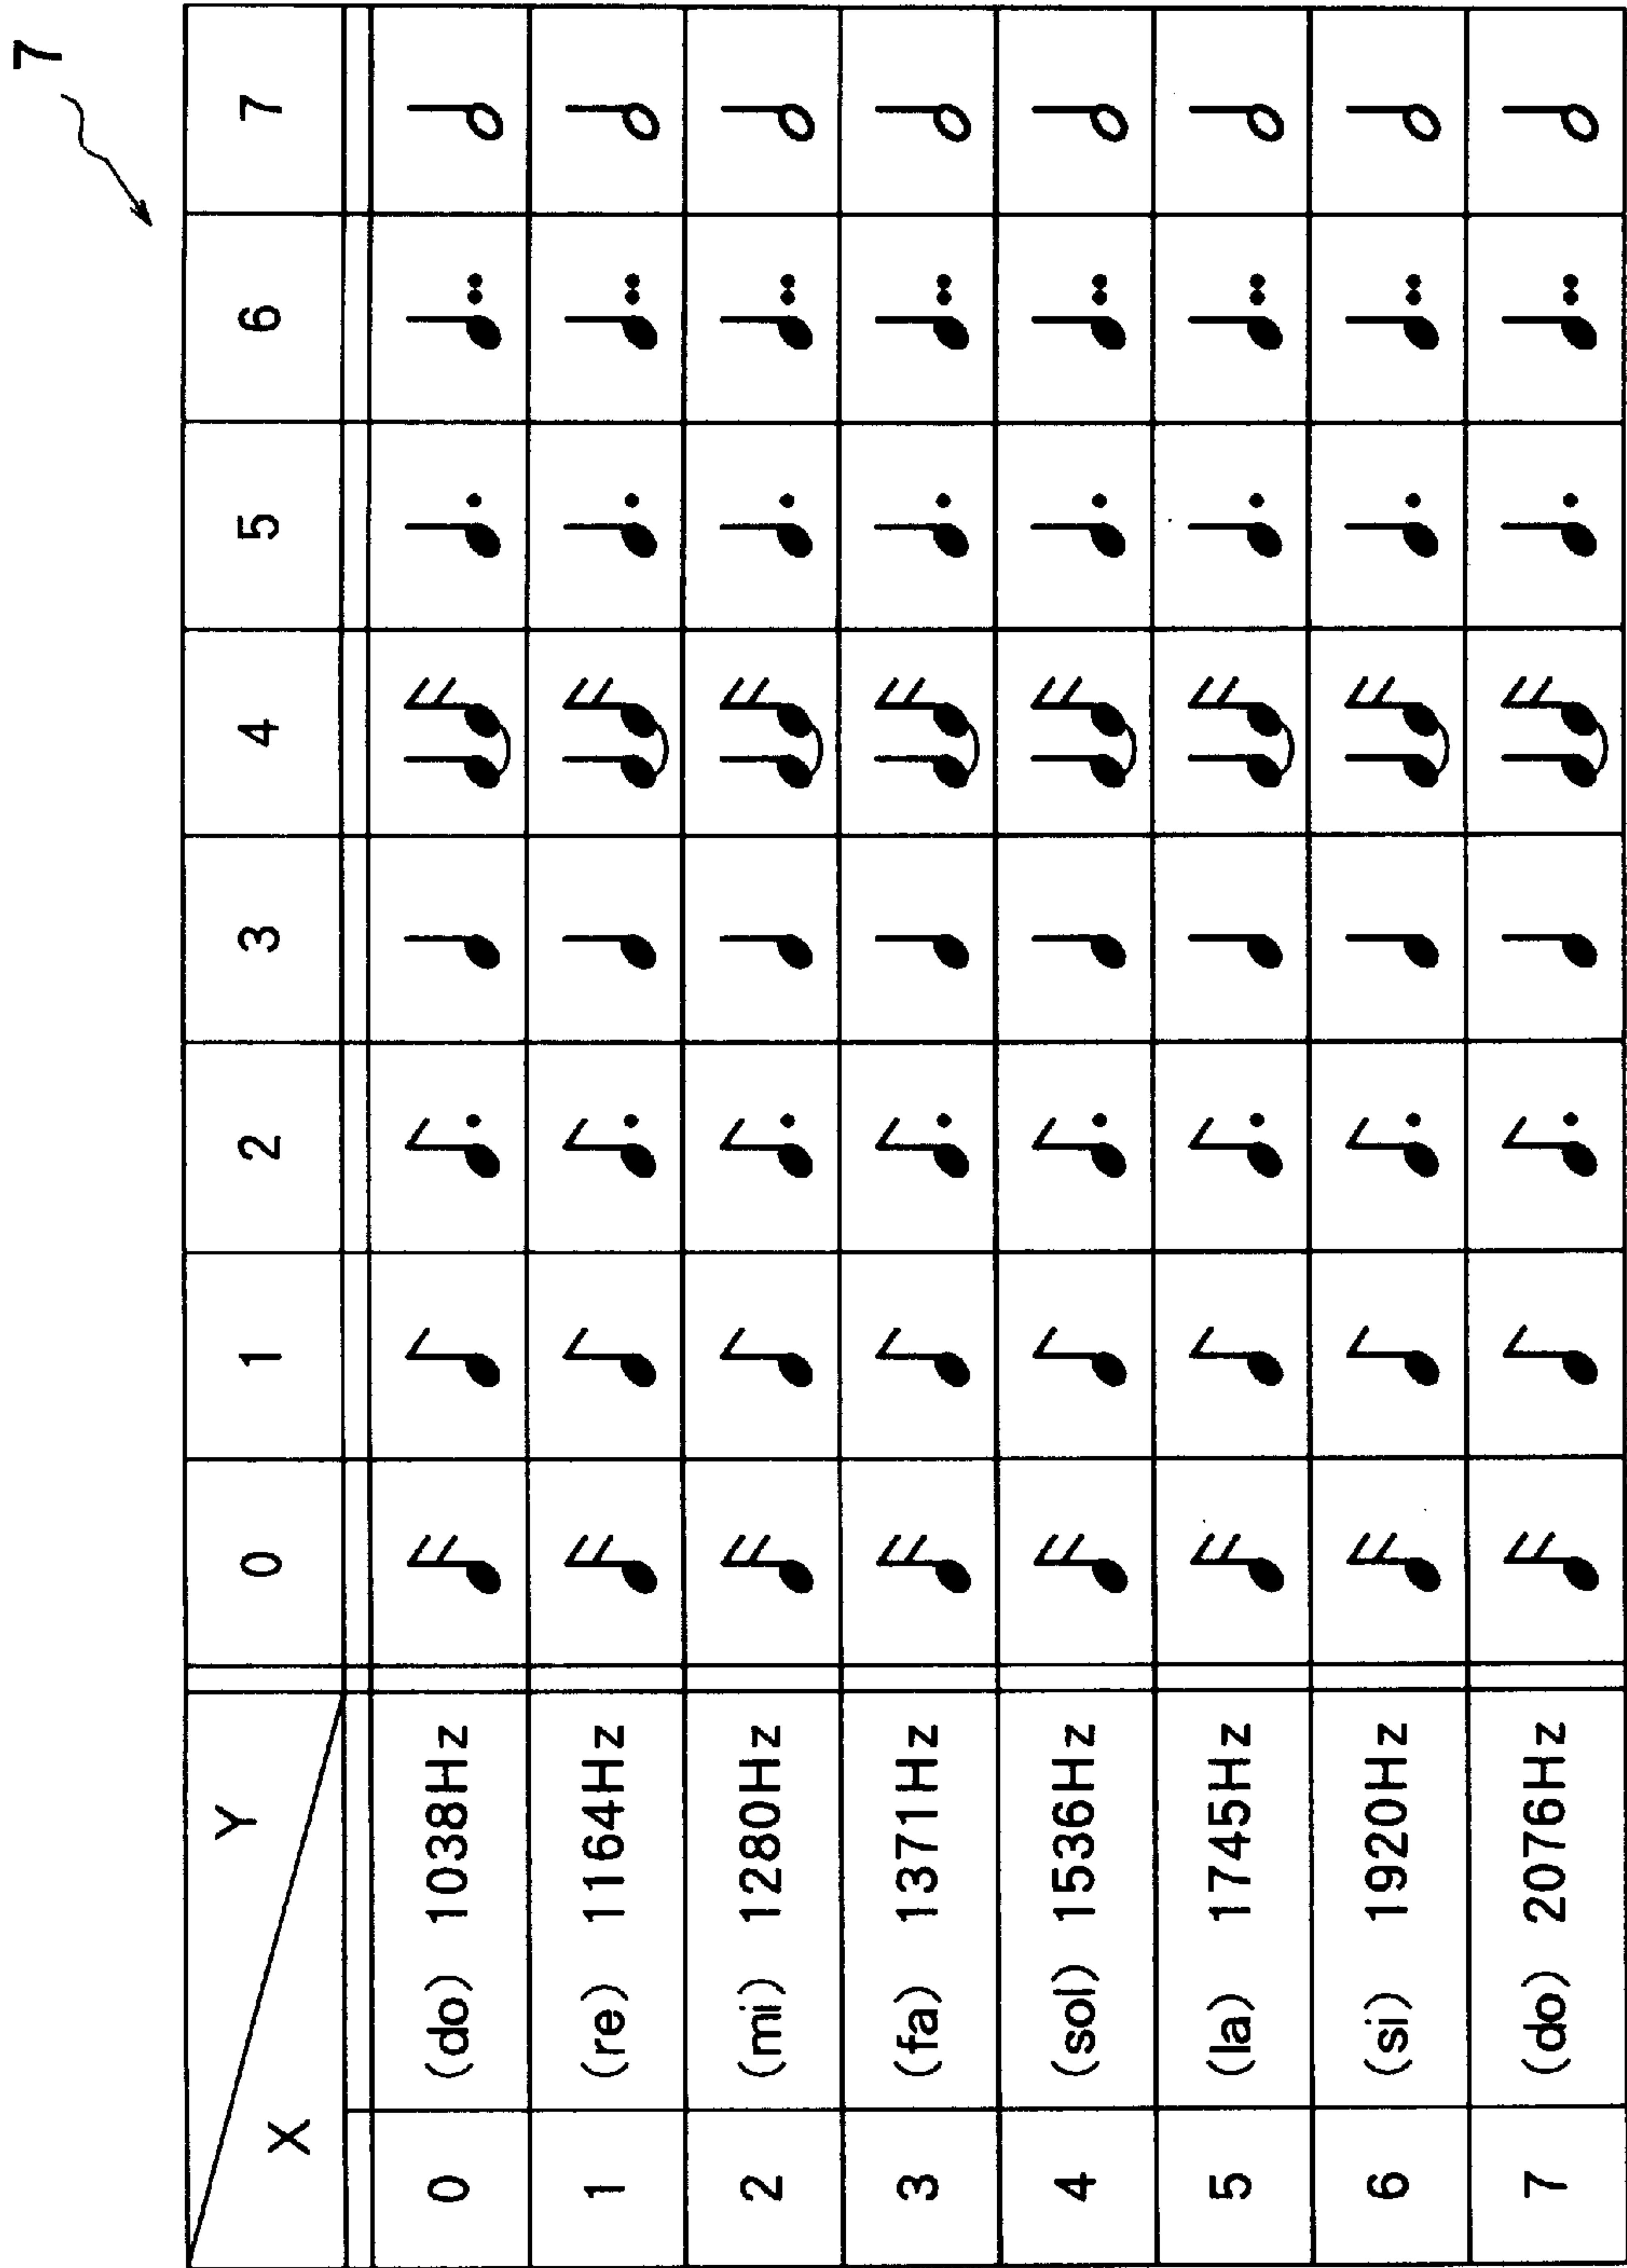 7
X Y 0 1 2 3 4 5 6 7
0 (do) 1038Hz
1 (re) 1164Hz
2 (mi) 1280Hz
3 (fa) 1371Hz
4 (sol) 1536Hz
5 (la) 1745Hz
6 (si) 1920Hz
7 (do) 2076Hz